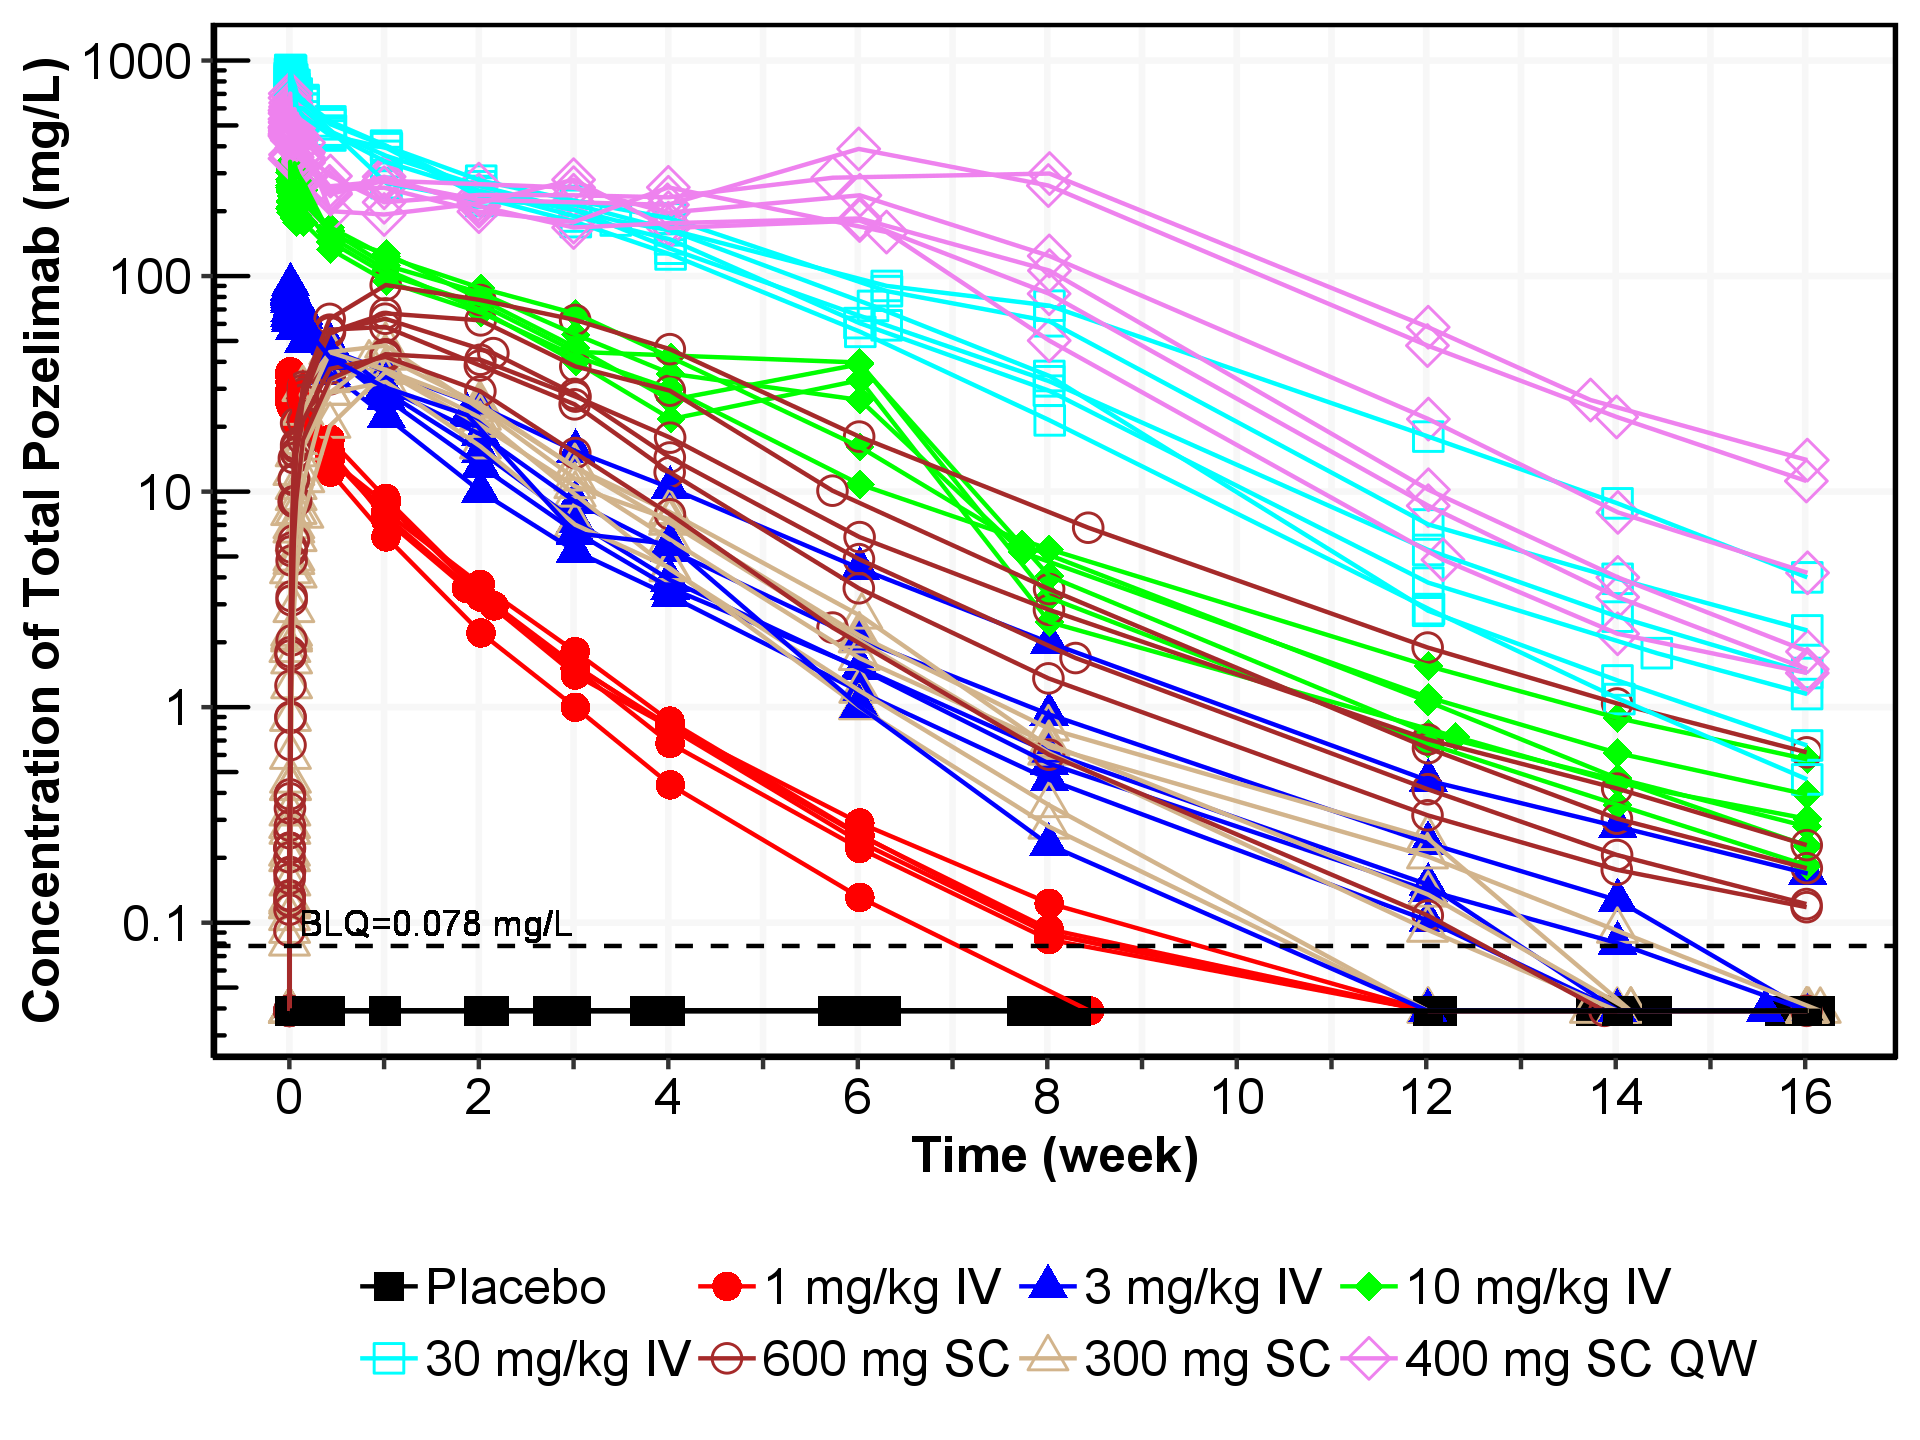 Concentration of Total Pozelimab (mg/L)
1000
100
10
1
0.1
BLQ=0.078 mg/L
0 2 4 6 8 10 12 14 16
Time (week)
Placebo 1 mg/kg IV 3 mg/kg IV 10 mg/kg IV
30 mg/kg IV 600 mg SC 300 mg SC 400 mg SC QW